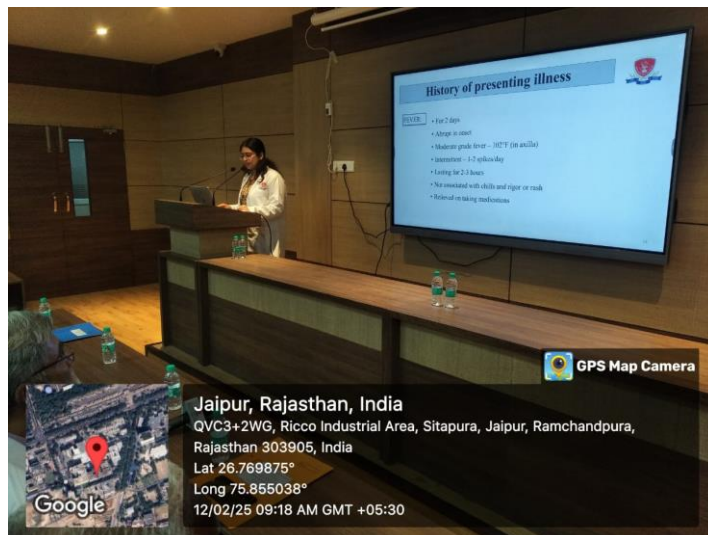 History of presenting illness
FEVER
• For 2 days
• Abrupt in onset
• Moderate grade fever – 102°F (in axilla)
• Intermittent – 1-2 spikes/day
• Lasting for 2-3 hours
• Not associated with chills and rigor or rash
• Relieved on taking medications
GPS Map Camera
Jaipur, Rajasthan, India
QVC3+2WG, Ricco Industrial Area, Sitapura, Jaipur, Ramchandpura,
Rajasthan 303905, India
Lat 26.769875°
Long 75.855038°
12/02/25 09:18 AM GMT +05:30
Google